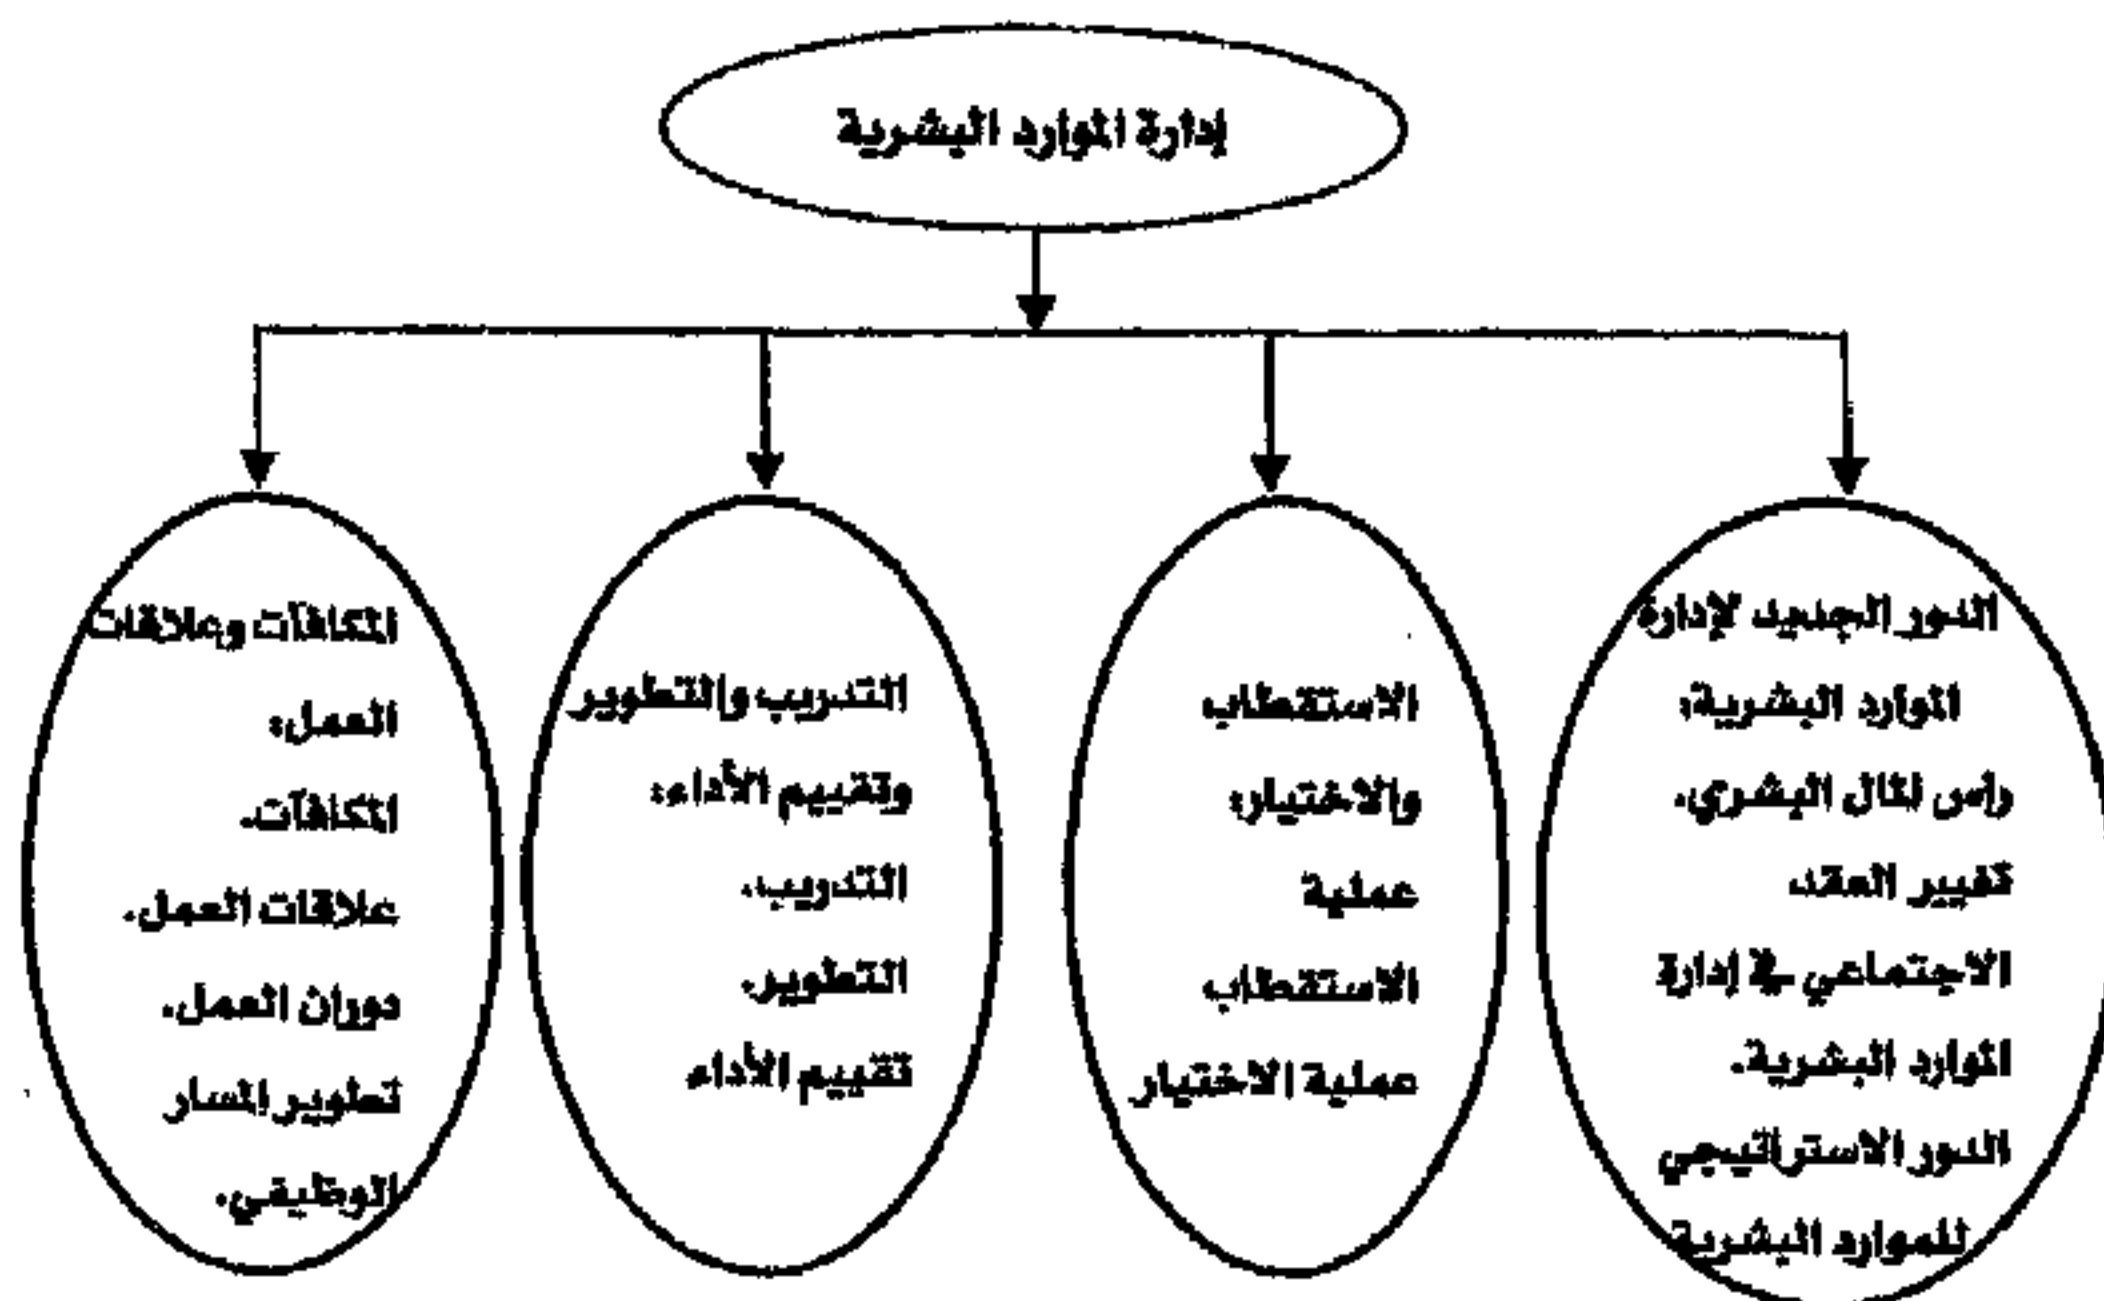 إدارة الموارد البشرية
الدور الجديد لإدارة
الموارد البشرية:
رأس المال البشري.
تغيير العقد
الاجتماعي في إدارة
الموارد البشرية.
الدور الاستراتيجي
للموارد البشرية
الاستقطاب
والاختيار:
عملية
الاستقطاب
عملية الاختيار
التدريب والتطوير
وتقييم الأداء:
التدريب.
التطوير.
تقييم الأداء
المكافآت وعلاقات
العمل:
المكافآت.
علاقات العمل.
دوران العمل.
تطوير المسار
الوظيفي.